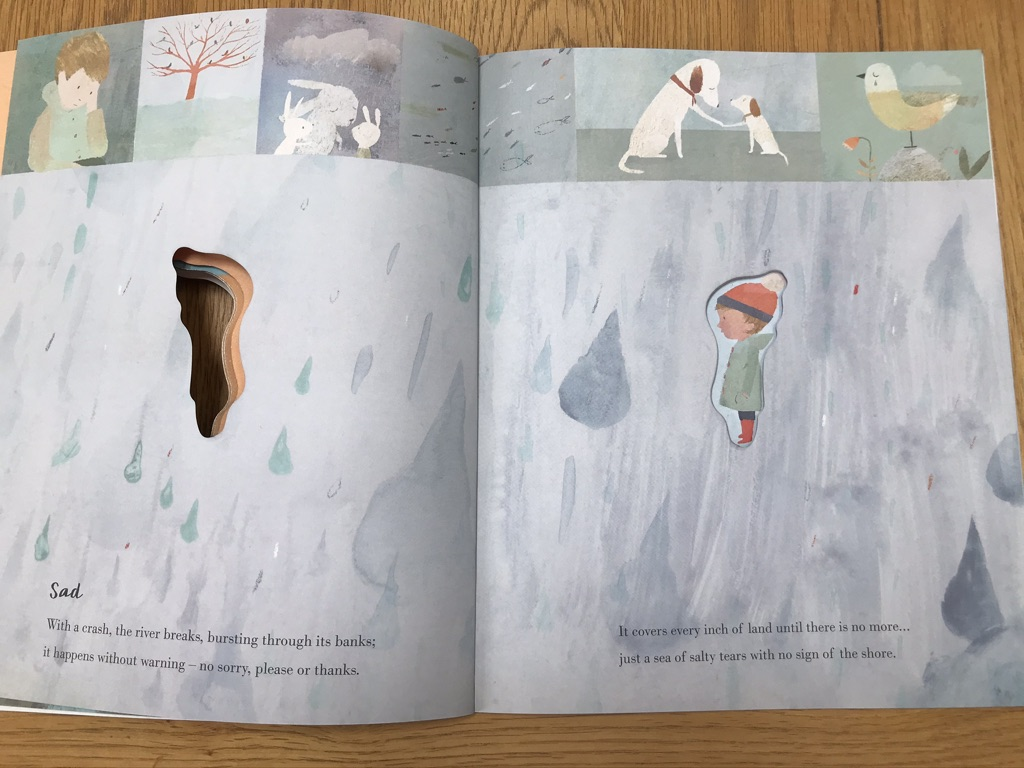 Sad
With a crash, the river breaks, bursting through its banks;
it happens without warning – no sorry, please or thanks.
It covers every inch of land until there is no more...
just a sea of salty tears with no sign of the shore.